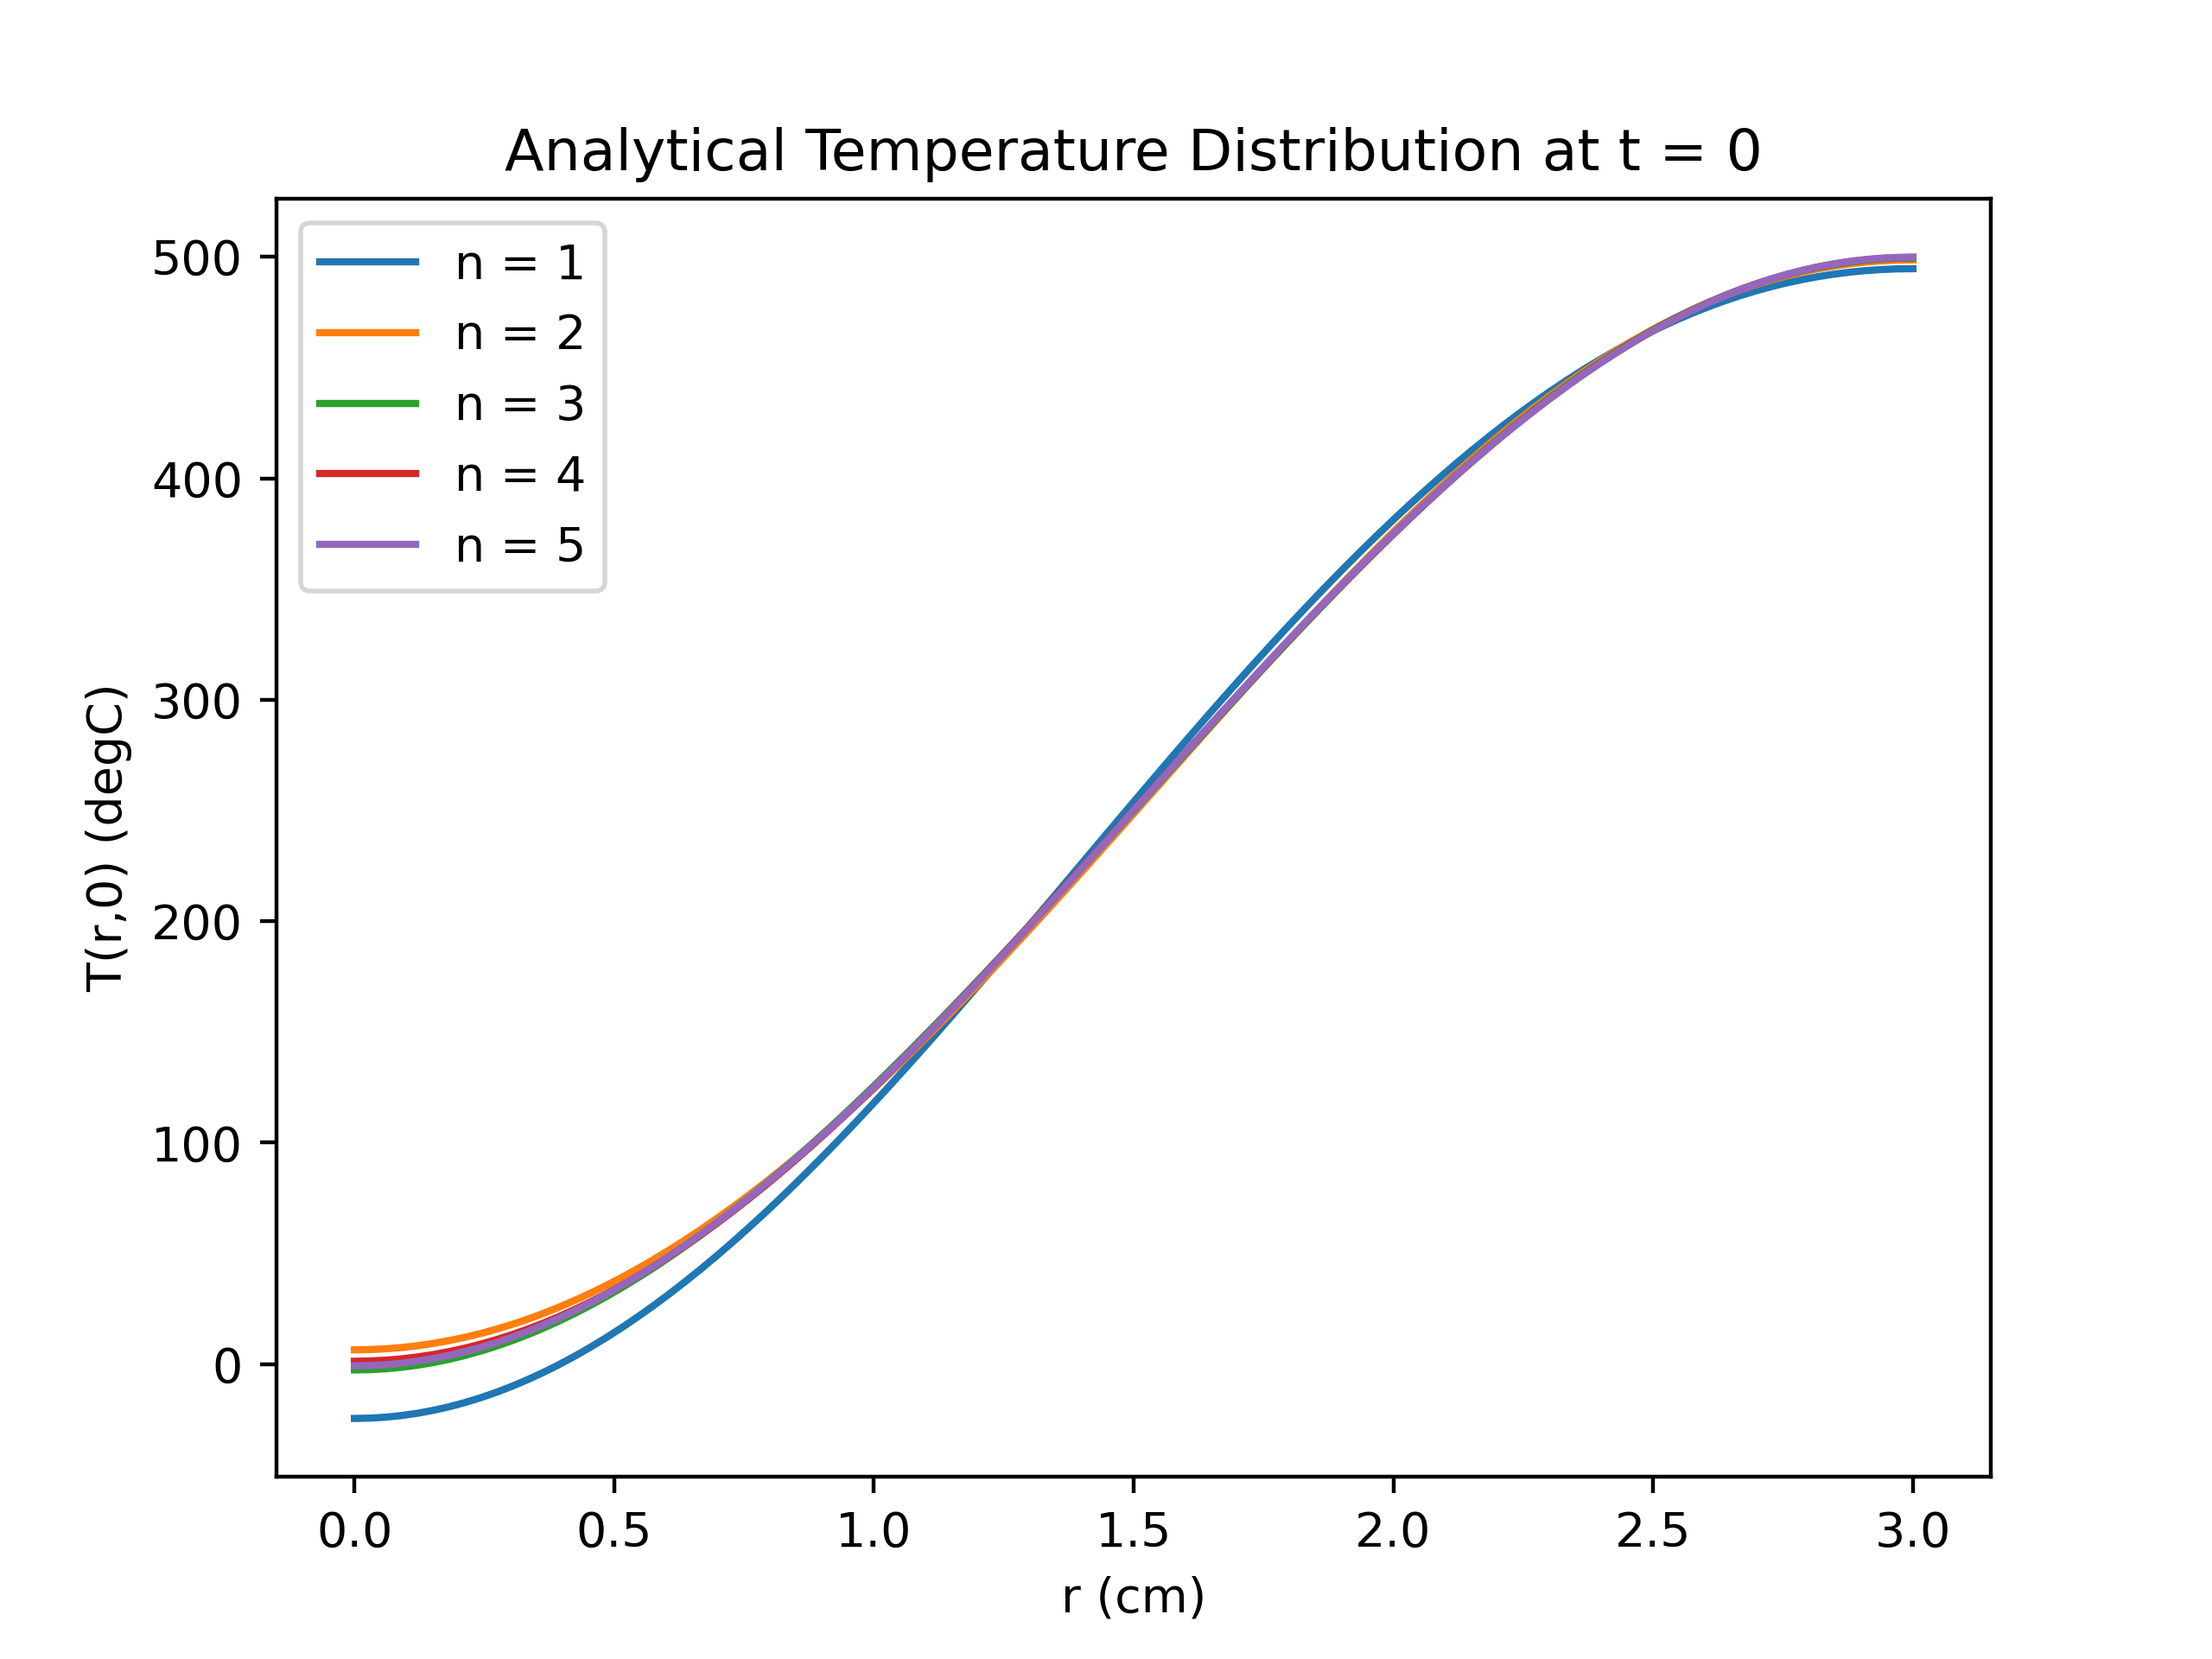 Analytical Temperature Distribution at t = 0
n = 1
n = 2
n = 3
n = 4
n = 5
500
400
300
200
100
0
T(r,0) (degC)
0.0 0.5 1.0 1.5 2.0 2.5 3.0
r (cm)